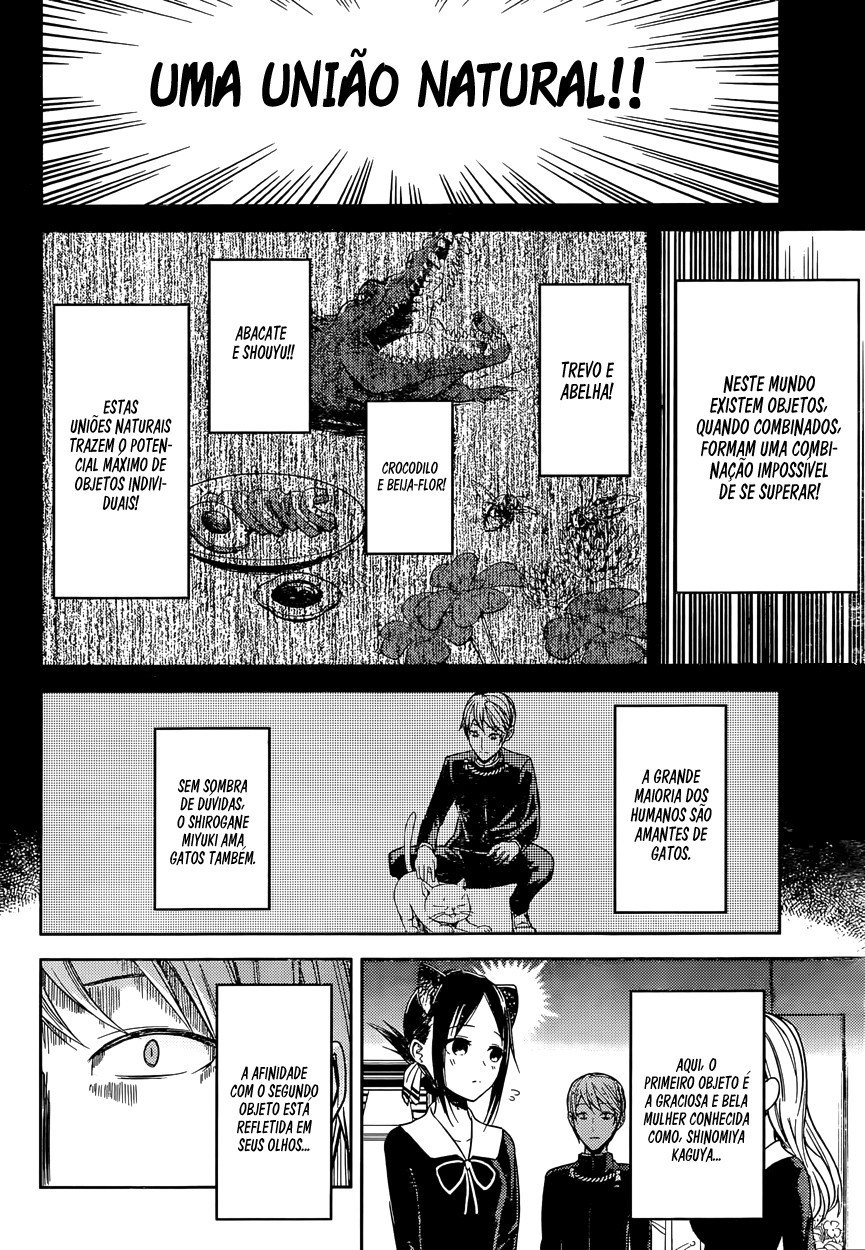 UMA UNIÃO NATURAL!!
NESTE MUNDO
EXISTEM OBJETOS,
QUANDO COMBINADOS,
FORMAM UMA COMBI-
NAÇÃO IMPOSSÍVEL
DE SE SUPERAR!
TREVO E
ABELHA!
CROCODILO
E BEIJA-FLOR!
ABACATE
E SHOUYU!!
ESTAS
UNIÕES NATURAIS
TRAZEM O POTEN-
CIAL MÁXIMO DE
OBJETOS INDIVI-
DUAIS!
A GRANDE
MAIORIA DOS
HUMANOS SÃO
AMANTES DE
GATOS.
SEM SOMBRA
DE DUVIDAS,
O SHIROGANE
MIYUKI AMA
GATOS TAMBÉM.
AQUI, O
PRIMEIRO OBJETO É
A GRACIOSA E BELA
MULHER CONHECIDA
COMO, SHINOMIYA
KAGUYA...
A AFINIDADE
COM O SEGUNDO
OBJETO ESTÁ
REFLETIDA EM
SEUS OLHOS...